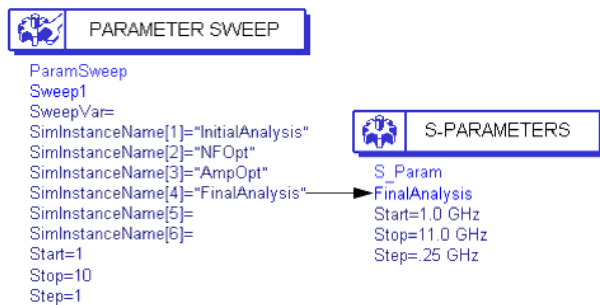 PARAMETER SWEEP
ParamSweep
Sweep1
SweepVar=
SimInstanceName[1]="InitialAnalysis"
SimInstanceName[2]="NFOpt"
SimInstanceName[3]="AmpOpt"
SimInstanceName[4]="FinalAnalysis"
SimInstanceName[5]=
SimInstanceName[6]=
Start=1
Stop=10
Step=1
S-PARAMETERS
S_Param
FinalAnalysis
Start=1.0 GHz
Stop=11.0 GHz
Step=.25 GHz